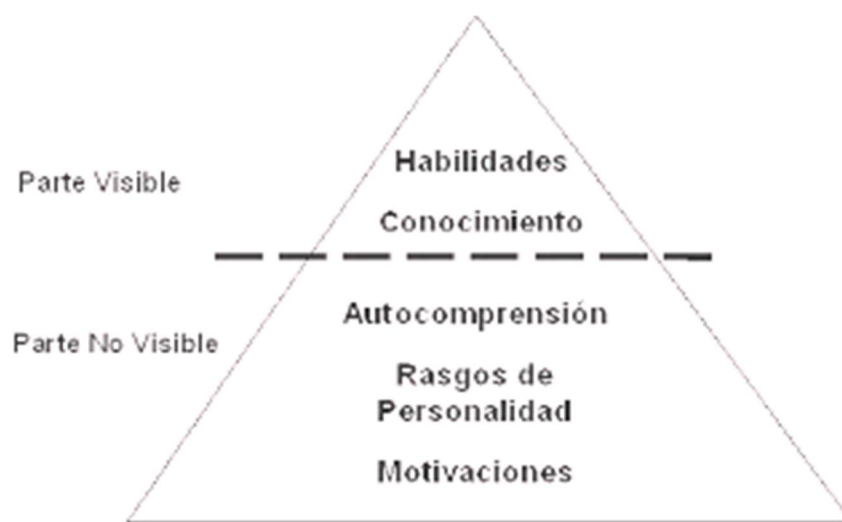 Habilidades
Parte Visible
Conocimiento
Autocomprensión
Parte No Visible
Rasgos de
Personalidad
Motivaciones